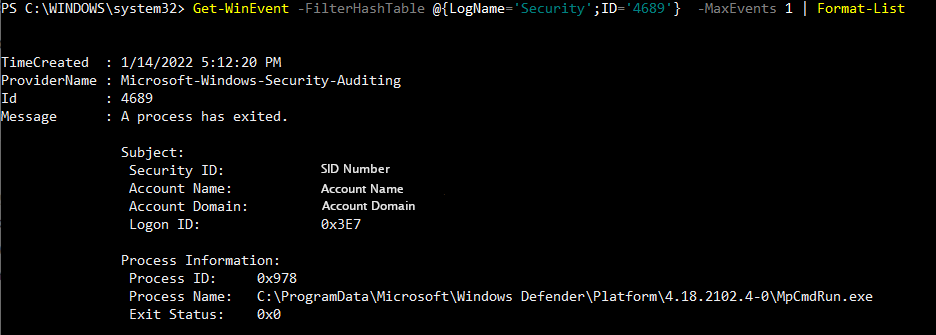 PS C:\WINDOWS\system32> Get-WinEvent -FilterHashTable @{LogName='Security';ID='4689'}  -MaxEvents 1 | Format-List
TimeCreated  : 1/14/2022 5:12:20 PM
ProviderName : Microsoft-Windows-Security-Auditing
Id           : 4689
Message      : A process has exited.
Subject:
Security ID: SID Number
Account Name: Account Name
Account Domain: Account Domain
Logon ID: 0x3E7
Process Information:
Process ID: 0x978
Process Name: C:\ProgramData\Microsoft\Windows Defender\Platform\4.18.2102.4-0\MpCmdRun.exe
Exit Status: 0x0